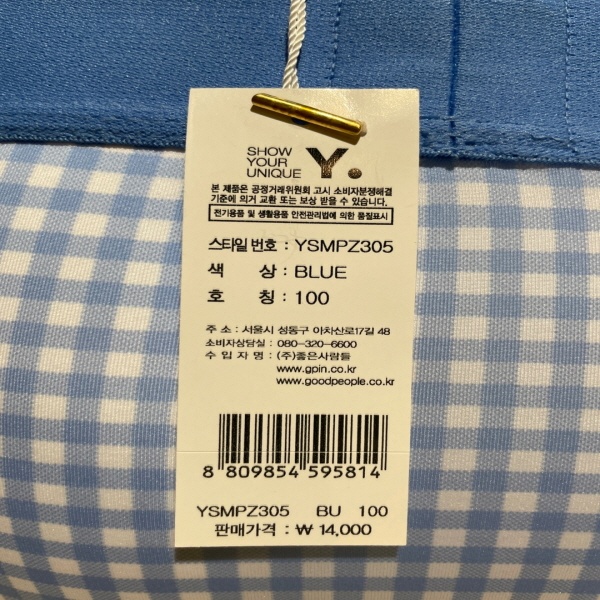 SHOW
YOUR
UNIQUE
Y.
본 제품은 공정거래위원회 고시 소비자분쟁해결
기준에 의거 교환 또는 보상 받을 수 있습니다.
전기용품 및 생활용품 안전관리법에 의한 품질표시
스타일 번호 : YSMPZ305
색 상 : BLUE
호 칭 : 100
주 소 : 서울시 성동구 아차산로17길 48
소비자상담실 : 080-320-6600
수 입 자 명 : (주)좋은사람들
www.gpin.co.kr
www.goodpeople.co.kr
8 809854 595814
YSMPZ305 BU 100
판매가격 : ₩ 14,000